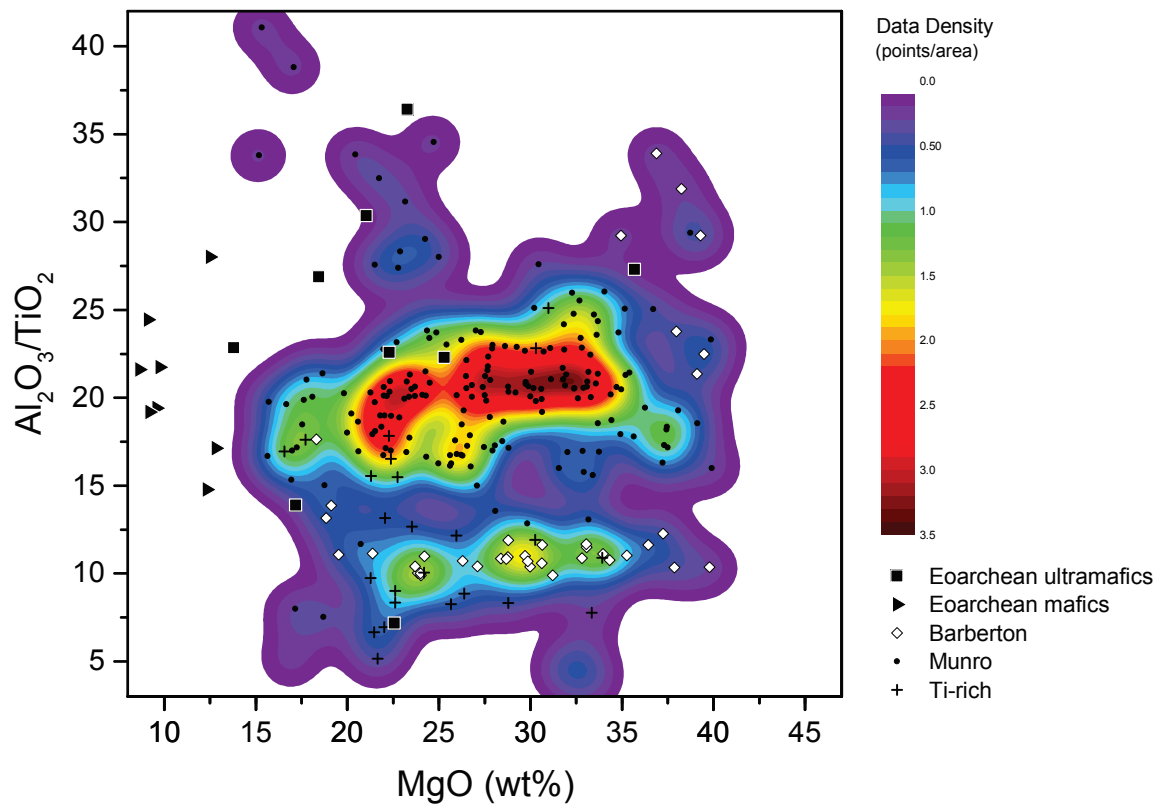 Data Density
(points/area)
0.0
0.50
1.0
1.5
2.0
2.5
3.0
3.5
40
35
30
25
20
15
10
5
Al2O3/TiO2
10 15 20 25 30 35 40 45
MgO (wt%)
Eoarchean ultramafics
Eoarchean mafics
Barberton
Munro
Ti-rich